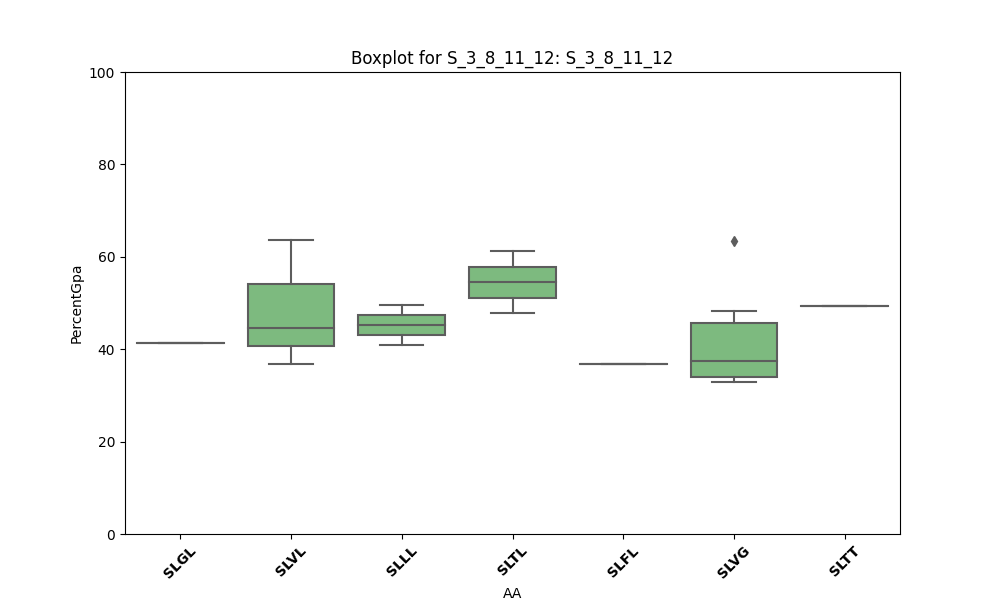 Boxplot for S_3_8_11_12: S_3_8_11_12
100
80
60
40
20
0
PercentGpa
SLGL
SLVL
SLLL
SLTL
SLFL
SLVG
SLTT
AA